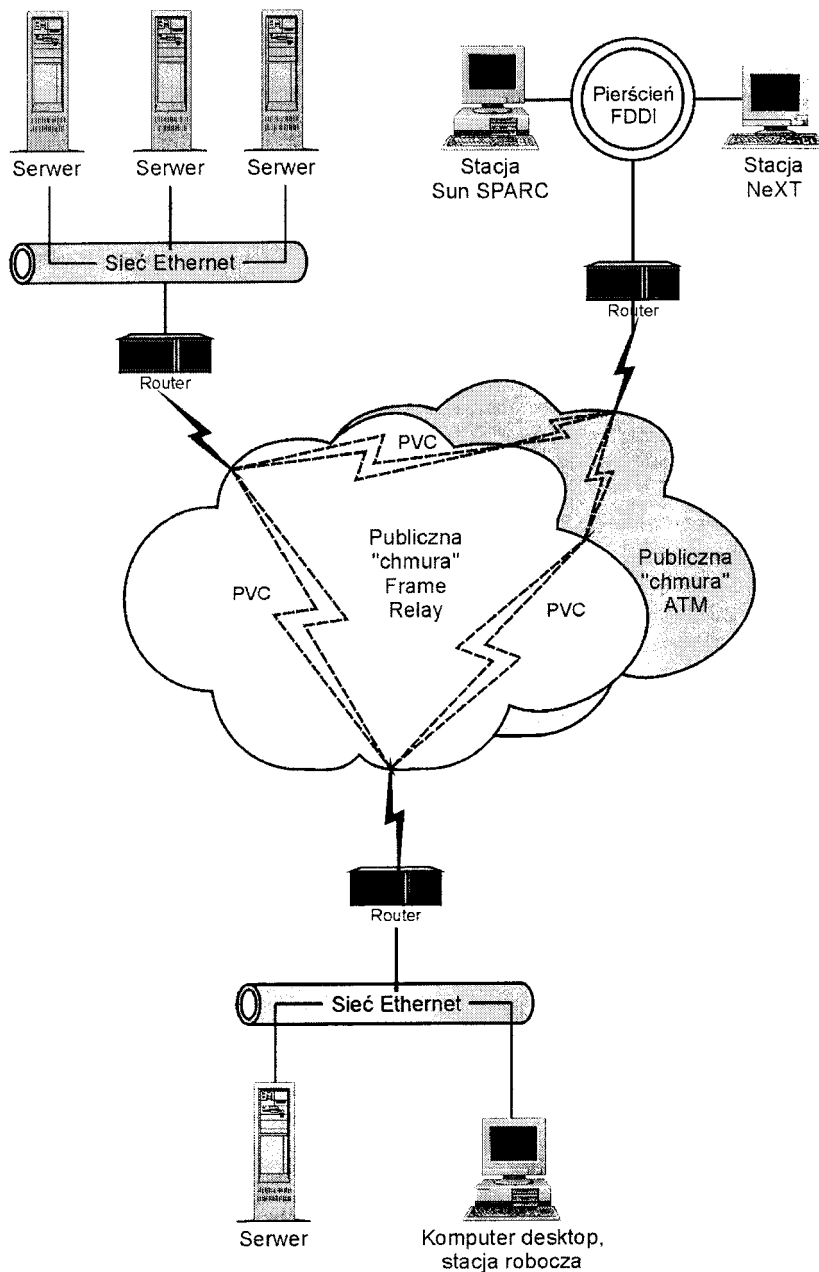 Serwer
Serwer
Serwer
Pierścień
FDDI
Stacja
Sun SPARC
Stacja
NeXT
Sieć Ethernet
Router
Router
PVC
Publiczna
"chmura"
Frame
Relay
Publiczna
"chmura"
ATM
PVC
PVC
Router
Sieć Ethernet
Serwer
Komputer desktop,
stacja robocza